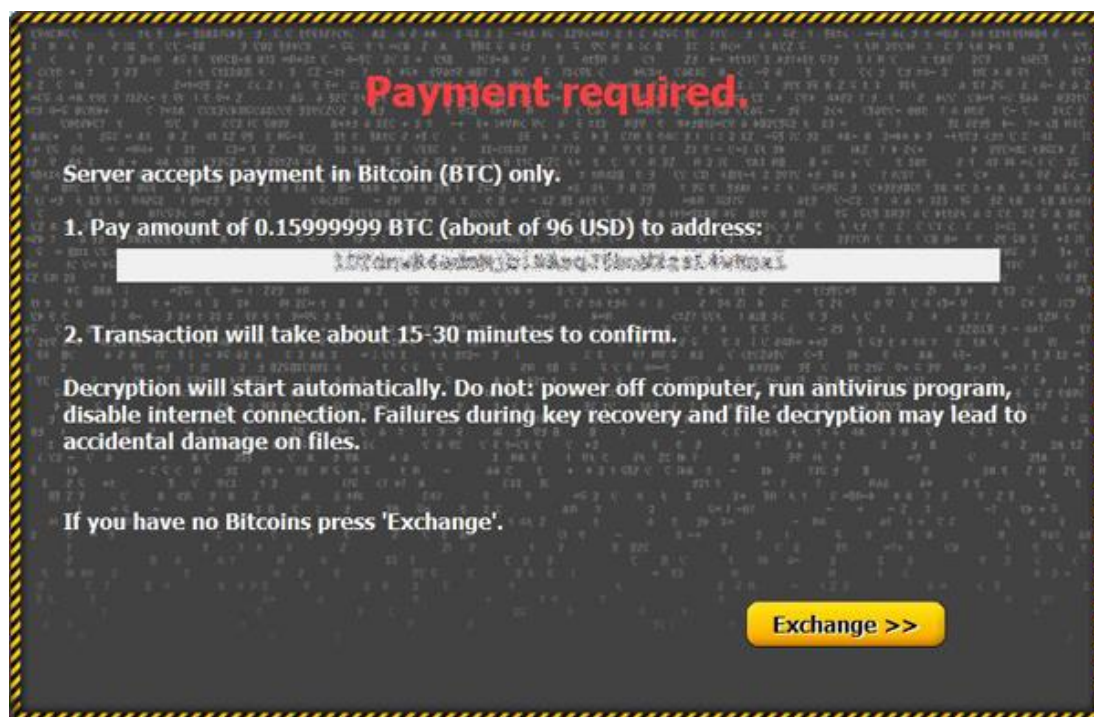 Payment required.
Server accepts payment in Bitcoin (BTC) only.
1. Pay amount of 0.15999999 BTC (about of 96 USD) to address:
2. Transaction will take about 15-30 minutes to confirm.
Decryption will start automatically. Do not: power off computer, run antivirus program,
disable internet connection. Failures during key recovery and file decryption may lead to
accidental damage on files.
If you have no Bitcoins press 'Exchange'.
Exchange >>